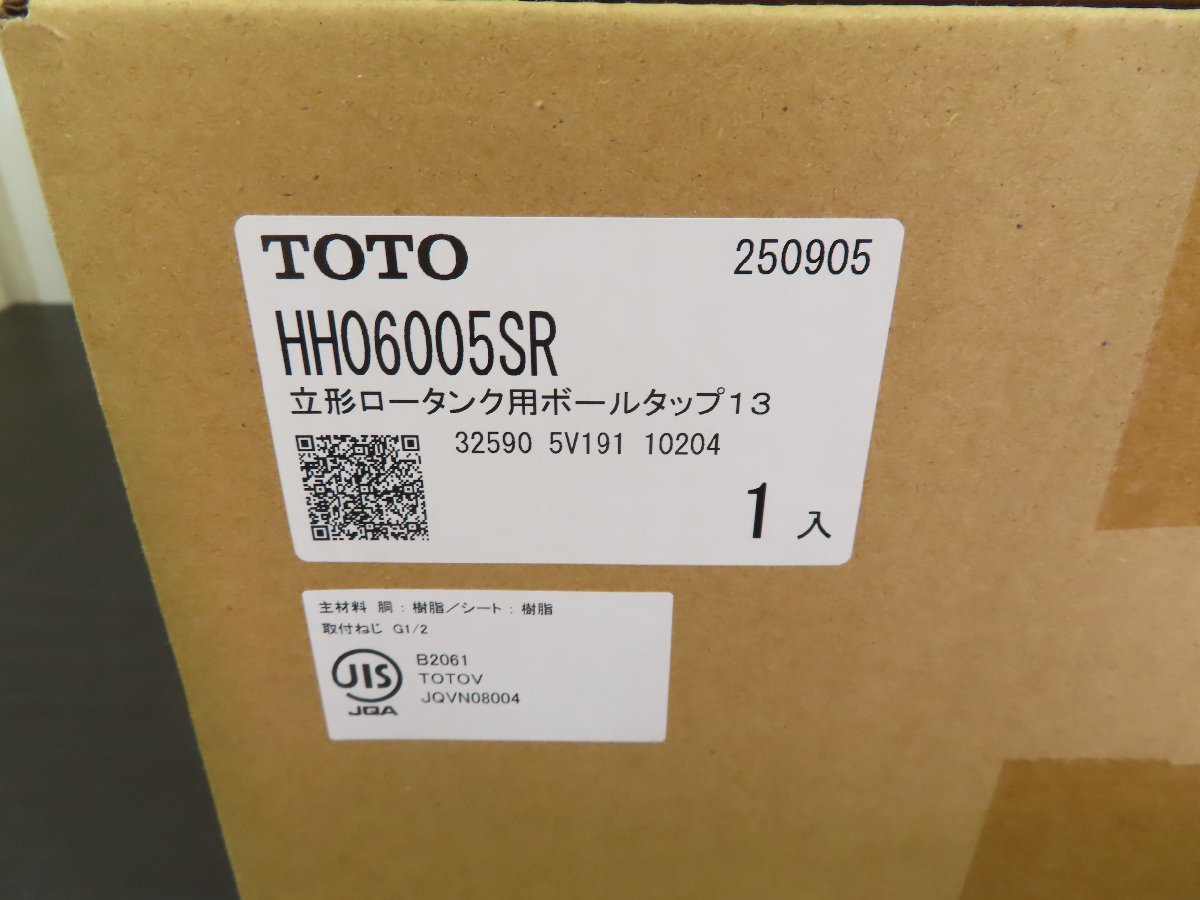 TOTO 250905
HH06005SR
立形ロータンク用ボールタップ13
32590 5V191 10204
1 入
主材料 胴:樹脂/シート:樹脂
取付ねじ G1/2
JIS
JQA
B2061
TOTOV
JQVN08004